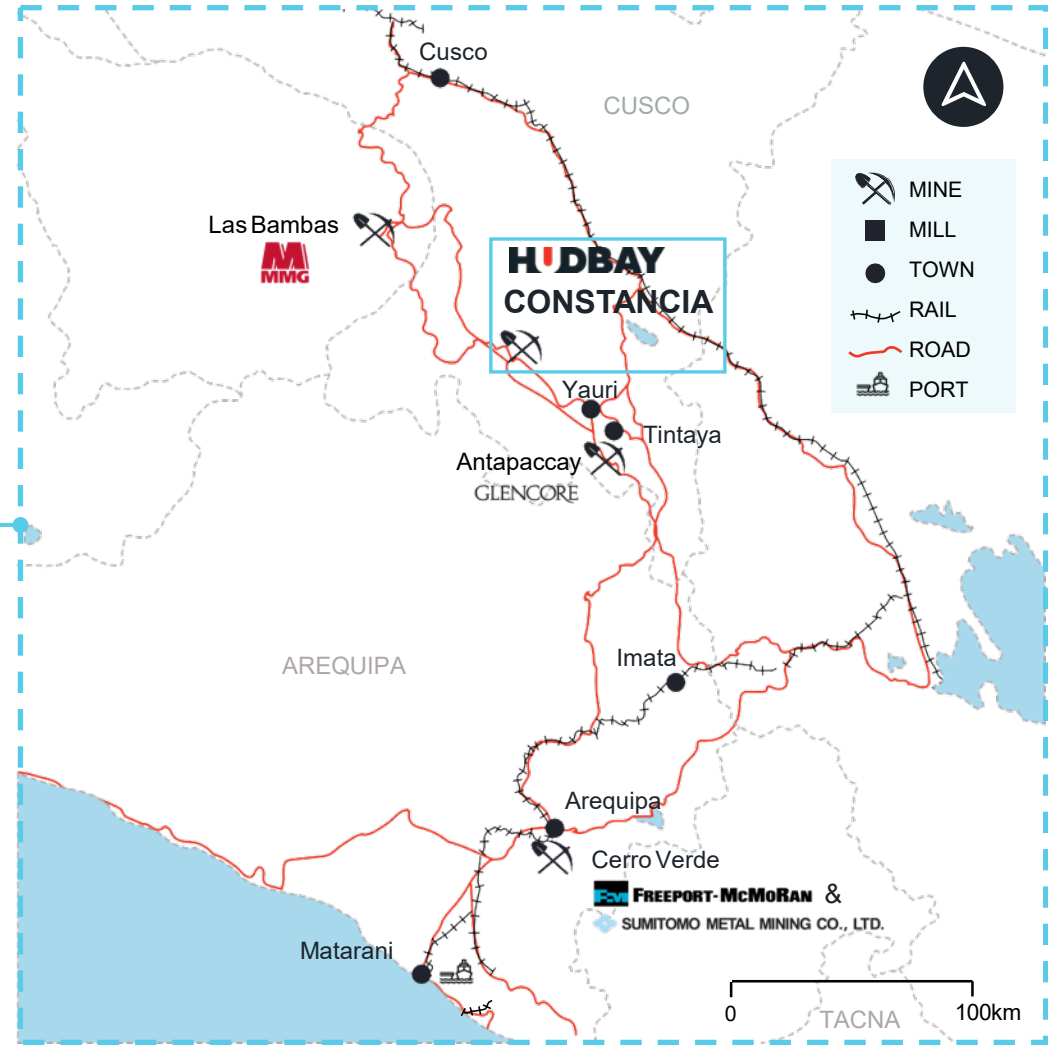 Cusco
CUSCO
MINE
MILL
TOWN
RAIL
ROAD
PORT
Las Bambas
MMG
HUDBAY
CONSTANCIA
Yauri
Tintaya
Antapaccay
GLENCORE
Imata
AREQUIPA
Arequipa
Cerro Verde
FCX FREEPORT-McMoRAN &
SUMITOMO METAL MINING CO., LTD.
Matarani
0 100km
TACNA